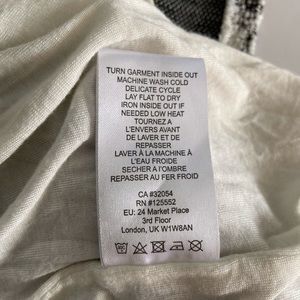 TURN GARMENT INSIDE OUT
MACHINE WASH COLD
DELICATE CYCLE
LAY FLAT TO DRY
IRON INSIDE OUT IF
NEEDED LOW HEAT
TOURNEZ A
L'ENVERS AVANT
DE LAVER ET DE
REPASSER
LAVER À LA MACHINE À
L'EAU FROIDE
SECHER A L'OMBRE
REPASSER AU FER FROID
CA #32054
RN #125552
EU: 24 Market Place
3rd Floor
London, UK W1W8AN